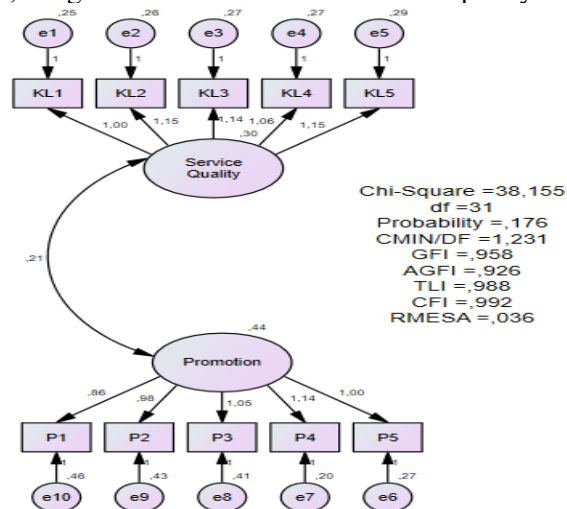 ,25 ,26 ,27 ,27 ,29
e1 e2 e3 e4 e5
1 1 1 1 1
KL1 KL2 KL3 KL4 KL5
1,00 1,15 1,14 1,06 1,15
,30
Service
Quality
Chi-Square =38,155
df =31
Probability =,176
CMIN/DF =1,231
GFI =,958
AGFI =,926
TLI =,988
CFI =,992
RMESA =,036
,21
,44
Promotion
,86 ,98 1,05 1,14 1,00
P1 P2 P3 P4 P5
1 1 1 1 1
,46 ,43 ,41 ,20 ,27
e10 e9 e8 e7 e6